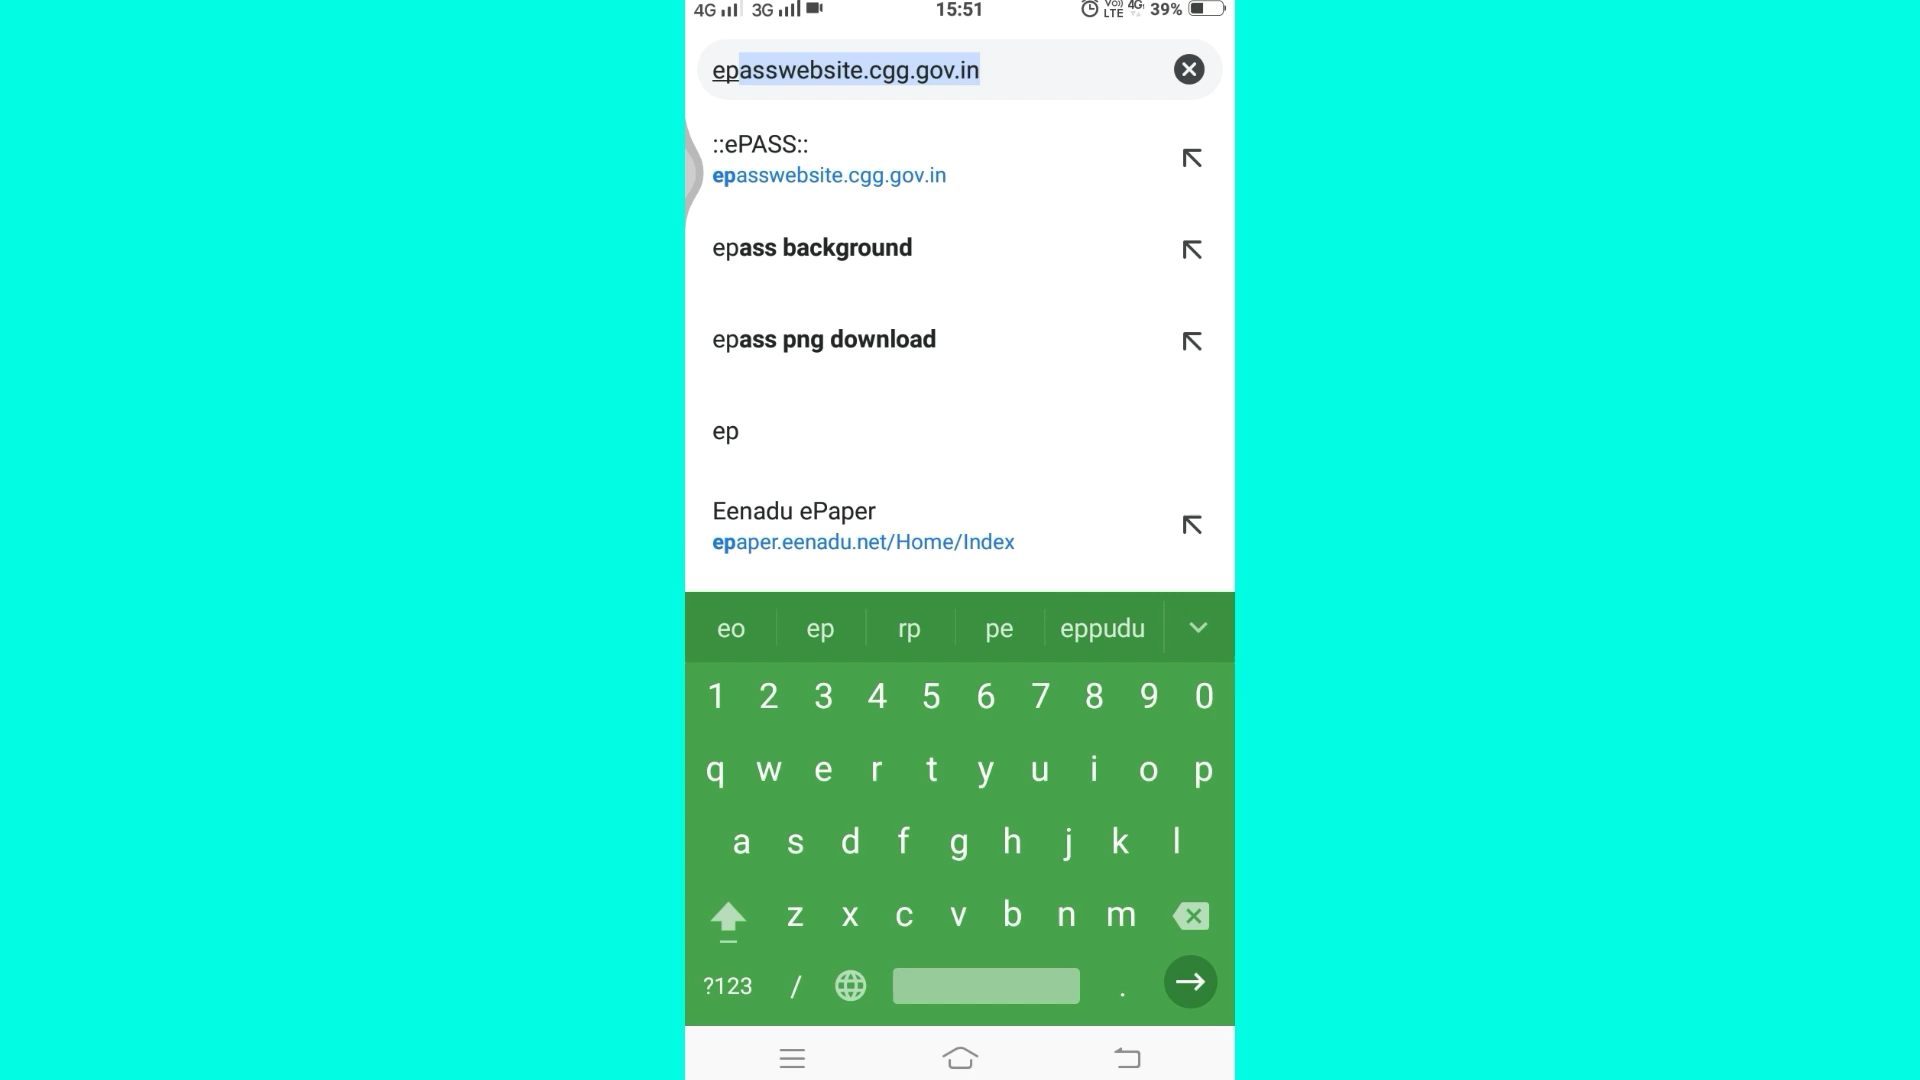 4G 3G 15:51 VoLTE 4G 39%
epasswebsite.cgg.gov.in
::ePASS::
epasswebsite.cgg.gov.in
epass background
epass png download
ep
Eenadu ePaper
epaper.eenadu.net/Home/Index
eo ep rp pe eppudu
1 2 3 4 5 6 7 8 9 0
q w e r t y u i o p
a s d f g h j k l
z x c v b n m
?123 / .